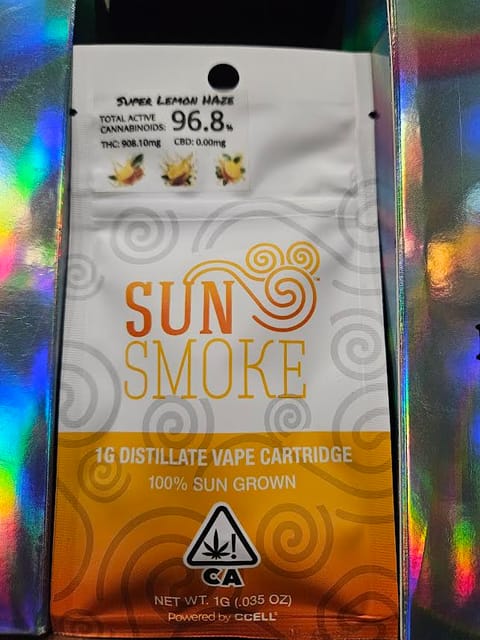 SUPER LEMON HAZE
TOTAL ACTIVE
CANNABINOIDS: 96.8%
THC: 908.10mg CBD: 0.00mg
SUN
SMOKE
1G DISTILLATE VAPE CARTRIDGE
100% SUN GROWN
!
CA
NET WT. 1G (.035 OZ)
Powered by CCELL